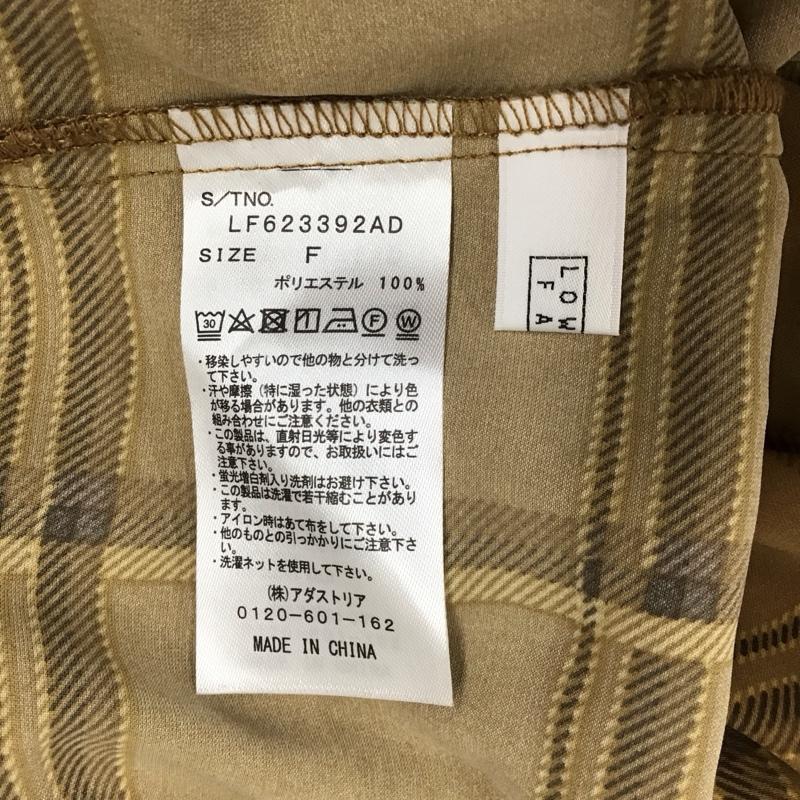 S/TNO.
LF623392AD
SIZE F
ポリエステル 100%
30 F W
・移染しやすいので他の物と分けて洗っ
て下さい。
・汗や摩擦（特に湿った状態）により色
が移る場合があります。他の衣類との
組み合わせにご注意ください。
・この製品は、直射日光等により変色す
る事がありますので、お取扱いにはご
注意下さい。
・蛍光増白剤入り洗剤はお避け下さい。
・この製品は洗濯で若干縮むことがあり
ます。
・アイロン時はあて布をして下さい。
・他のものとの引っかかりにご注意下さ
い。
・洗濯ネットを使用して下さい。
(株)アダストリア
0120-601-162
MADE IN CHINA
LOW
FA